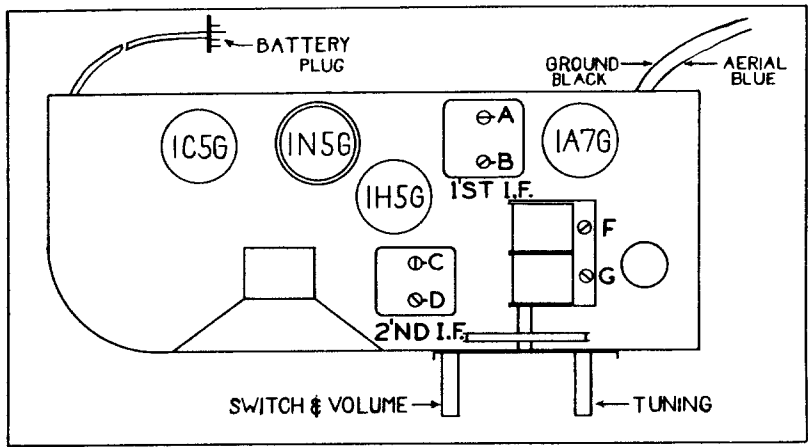 BATTERY
PLUG
GROUND
BLACK
AERIAL
BLUE
1C5G
1N5G
A
B
1A7G
1'ST I.F.
1H5G
F
C
G
D
2'ND I.F.
SWITCH & VOLUME
TUNING